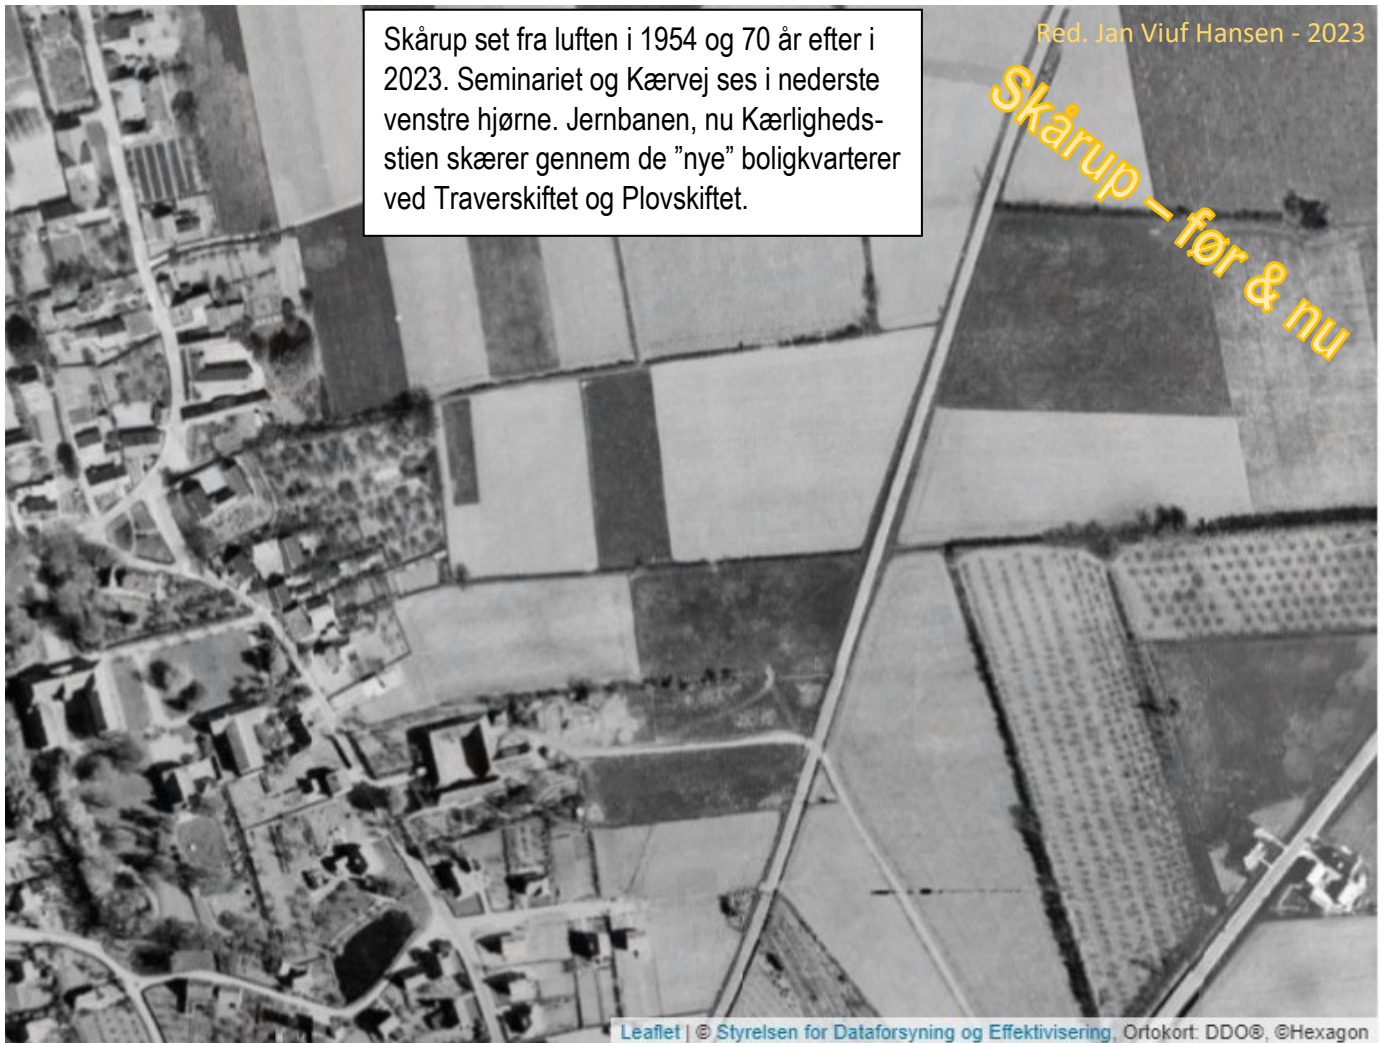 Skårup set fra luften i 1954 og 70 år efter i
2023. Seminariet og Kærvej ses i nederste
venstre hjørne. Jernbanen, nu Kærligheds-
stien skærer gennem de ”nye” boligkvarterer
ved Traverskiftet og Plovskiftet.
Red. Jan Viuf Hansen - 2023
Skårup – før & nu
Leaflet | © Styrelsen for Dataforsyning og Effektivisering, Ortokort: DDO®, ©Hexagon